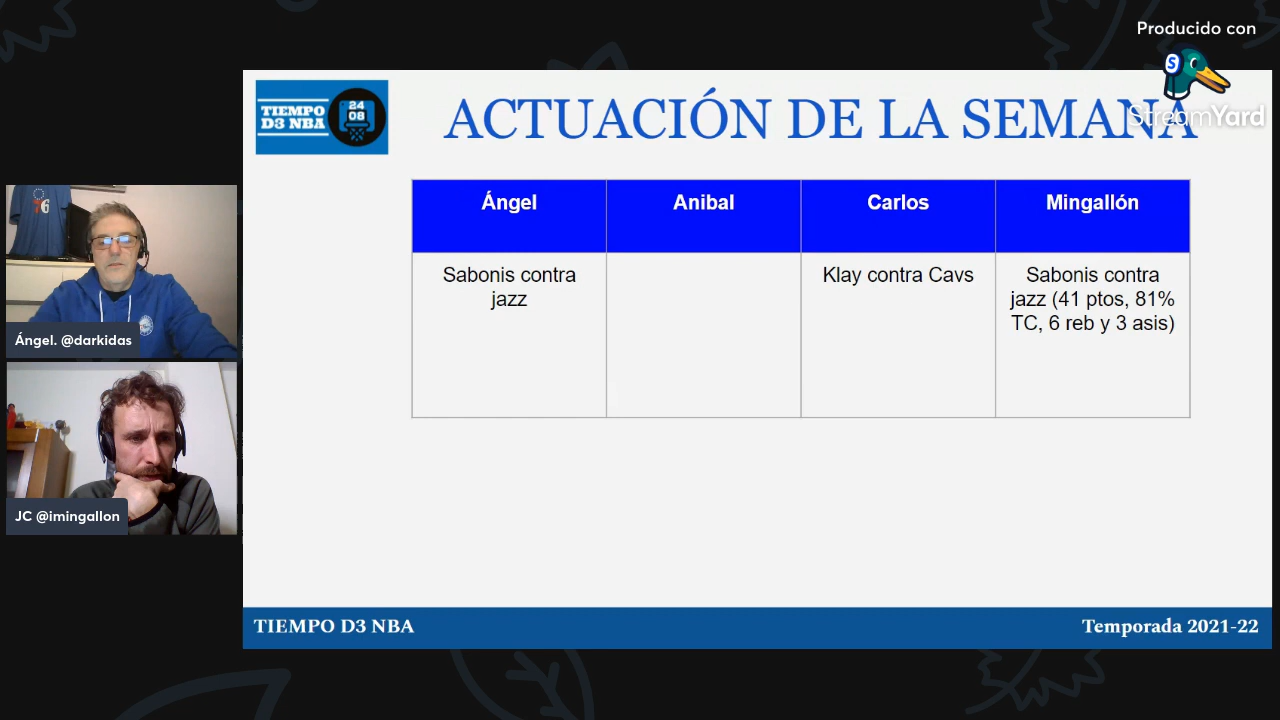 Producido con
StreamYard
TIEMPO
D3 NBA
24
08
ACTUACIÓN DE LA SEMANA
Ángel
Anibal
Carlos
Mingallón
Sabonis contra
jazz
Klay contra Cavs
Sabonis contra
jazz (41 ptos, 81%
TC, 6 reb y 3 asis)
76
Ángel. @darkidas
JC @imingallon
TIEMPO D3 NBA
Temporada 2021-22